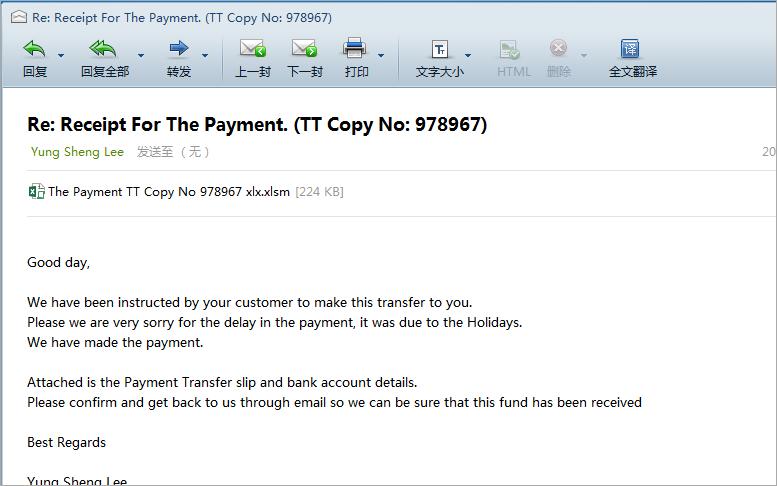 Re: Receipt For The Payment. (TT Copy No: 978967)
回复 回复全部 转发 上一封 下一封 打印 文字大小 HTML 删除 全文翻译
Re: Receipt For The Payment. (TT Copy No: 978967)
Yung Sheng Lee 发送至 ( 无 ) 20
The Payment TT Copy No 978967 xlx.xlsm [224 KB]
Good day,
We have been instructed by your customer to make this transfer to you.
Please we are very sorry for the delay in the payment, it was due to the Holidays.
We have made the payment.
Attached is the Payment Transfer slip and bank account details.
Please confirm and get back to us through email so we can be sure that this fund has been received
Best Regards
Yung Sheng Lee